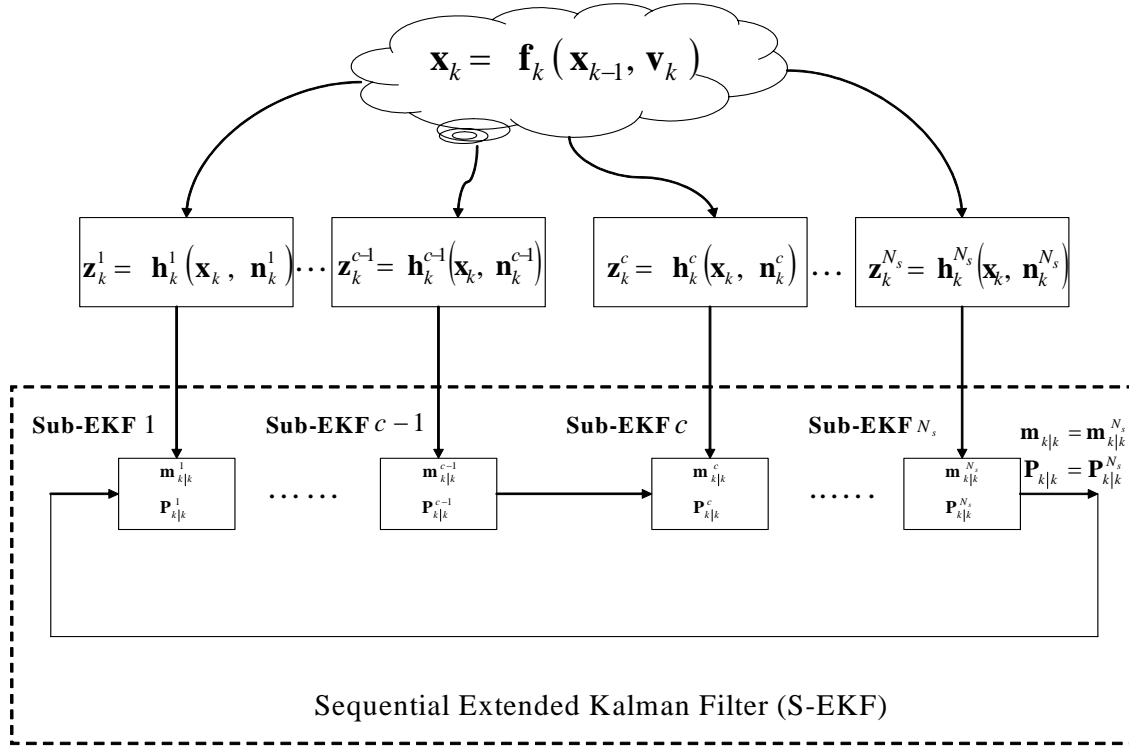 x_k = f_k ( x_{k-1}, v_k )
z_k^1 = h_k^1 ( x_k , n_k^1 ) ... z_k^{c-1} = h_k^{c-1} ( x_k, n_k^{c-1} ) z_k^c = h_k^c ( x_k, n_k^c ) ... z_k^{N_s} = h_k^{N_s} ( x_k, n_k^{N_s} )
Sub-EKF 1 Sub-EKF c − 1 Sub-EKF c Sub-EKF N_s
m_{k|k} = m_{k|k}^{N_s}
P_{k|k} = P_{k|k}^{N_s}
m_{k|k}^1 m_{k|k}^{c-1} m_{k|k}^c m_{k|k}^{N_s}
...... ......
P_{k|k}^1 P_{k|k}^{c-1} P_{k|k}^c P_{k|k}^{N_s}
Sequential Extended Kalman Filter (S-EKF)